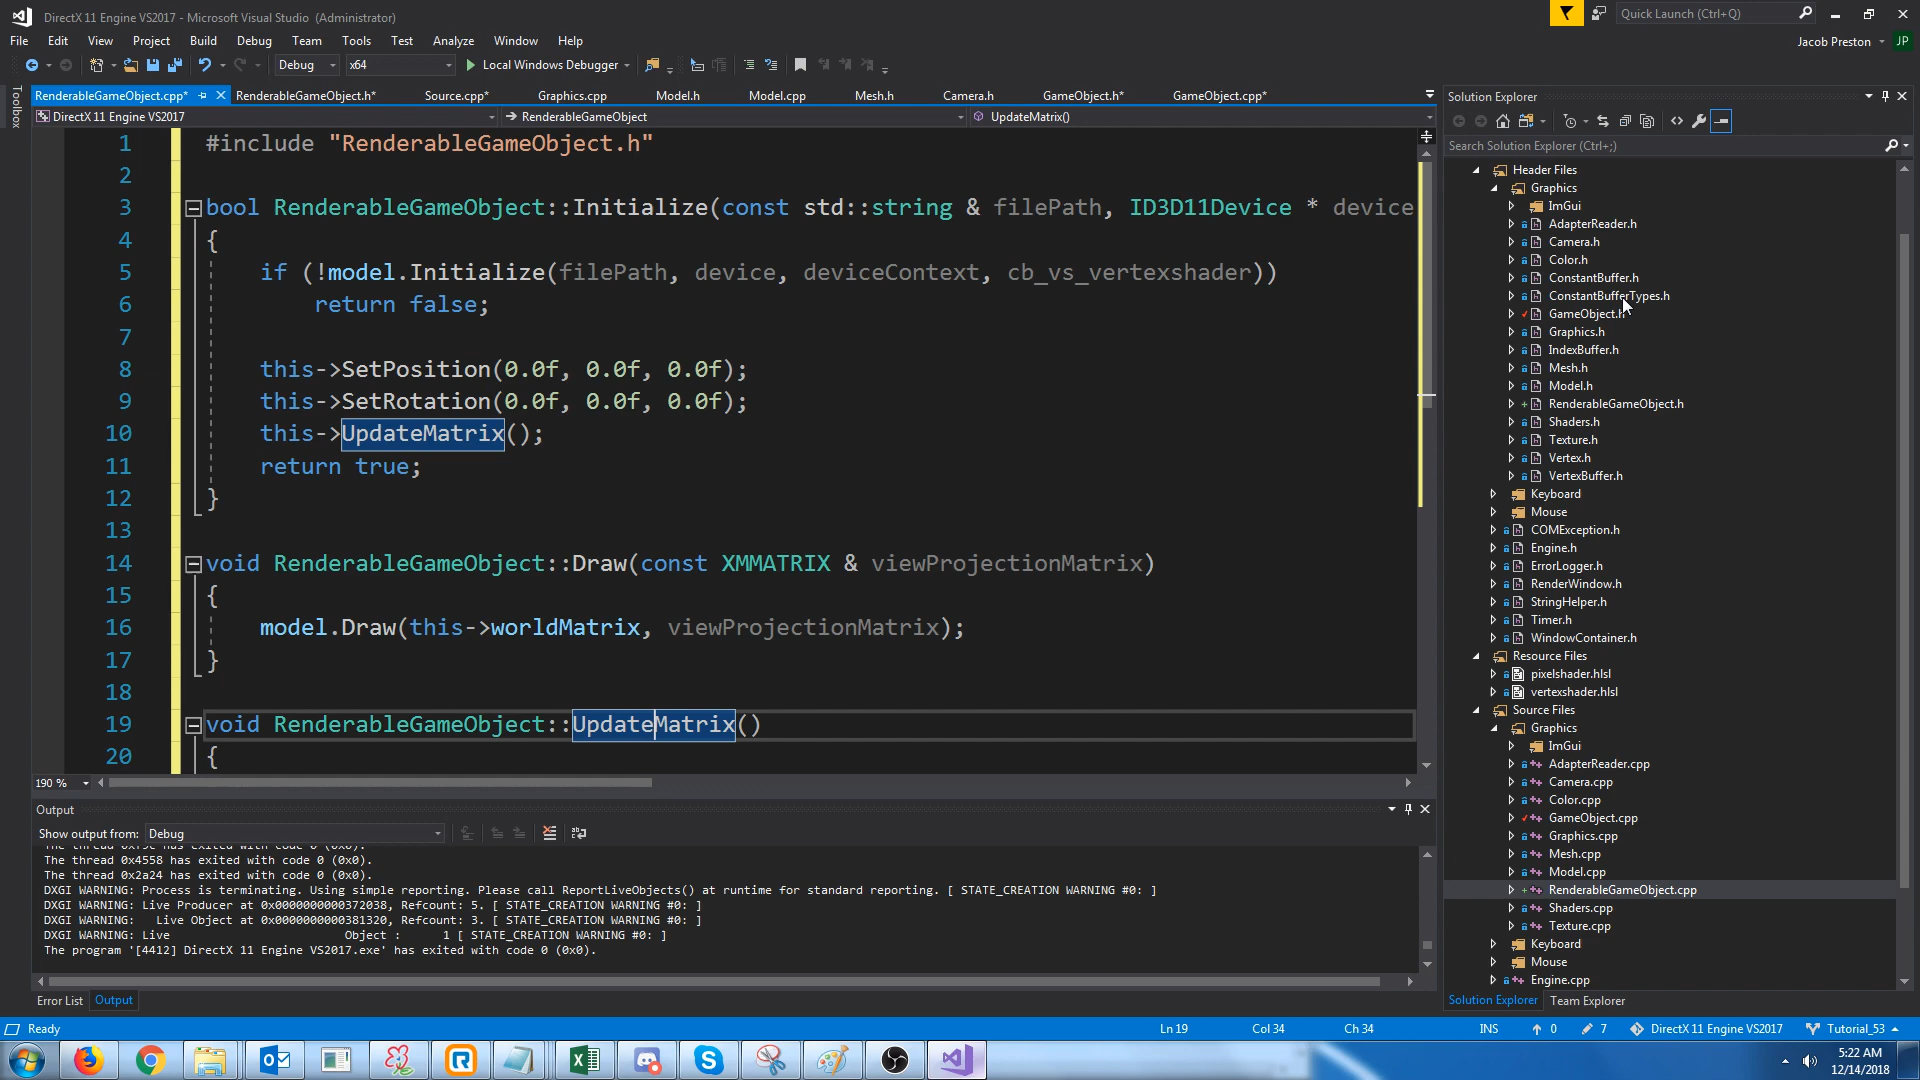 DirectX 11 Engine VS2017 - Microsoft Visual Studio (Administrator)
Quick Launch (Ctrl+Q)
File Edit View Project Build Debug Team Tools Test Analyze Window Help
Jacob Preston JP
Debug x64 Local Windows Debugger
Toolbox
RenderableGameObject.cpp* RenderableGameObject.h* Source.cpp* Graphics.cpp Model.h Model.cpp Mesh.h Camera.h GameObject.h* GameObject.cpp*
DirectX 11 Engine VS2017 RenderableGameObject UpdateMatrix()
1 #include "RenderableGameObject.h"
2
3 bool RenderableGameObject::Initialize(const std::string & filePath, ID3D11Device * device
4 {
5 if (!model.Initialize(filePath, device, deviceContext, cb_vs_vertexshader))
6 return false;
7
8 this->SetPosition(0.0f, 0.0f, 0.0f);
9 this->SetRotation(0.0f, 0.0f, 0.0f);
10 this->UpdateMatrix();
11 return true;
12 }
13
14 void RenderableGameObject::Draw(const XMMATRIX & viewProjectionMatrix)
15 {
16 model.Draw(this->worldMatrix, viewProjectionMatrix);
17 }
18
19 void RenderableGameObject::UpdateMatrix()
20 {
190 %
Output
Show output from: Debug
The thread 0x4558 has exited with code 0 (0x0).
The thread 0x2a24 has exited with code 0 (0x0).
DXGI WARNING: Process is terminating. Using simple reporting. Please call ReportLiveObjects() at runtime for standard reporting. [ STATE_CREATION WARNING #0: ]
DXGI WARNING: Live Producer at 0x0000000000372038, Refcount: 5. [ STATE_CREATION WARNING #0: ]
DXGI WARNING: Live Object at 0x0000000000381320, Refcount: 3. [ STATE_CREATION WARNING #0: ]
DXGI WARNING: Live Object : 1 [ STATE_CREATION WARNING #0: ]
The program '[4412] DirectX 11 Engine VS2017.exe' has exited with code 0 (0x0).
Error List Output
Solution Explorer
Search Solution Explorer (Ctrl+;)
Header Files
Graphics
ImGui
AdapterReader.h
Camera.h
Color.h
ConstantBuffer.h
ConstantBufferTypes.h
GameObject.h
Graphics.h
IndexBuffer.h
Mesh.h
Model.h
RenderableGameObject.h
Shaders.h
Texture.h
Vertex.h
VertexBuffer.h
Keyboard
Mouse
COMException.h
Engine.h
ErrorLogger.h
RenderWindow.h
StringHelper.h
Timer.h
WindowContainer.h
Resource Files
pixelshader.hlsl
vertexshader.hlsl
Source Files
Graphics
ImGui
AdapterReader.cpp
Camera.cpp
Color.cpp
GameObject.cpp
Graphics.cpp
Mesh.cpp
Model.cpp
RenderableGameObject.cpp
Shaders.cpp
Texture.cpp
Keyboard
Mouse
Engine.cpp
Solution Explorer Team Explorer
Ready Ln 19 Col 34 Ch 34 INS 0 7 DirectX 11 Engine VS2017 Tutorial_53
5:22 AM
12/14/2018